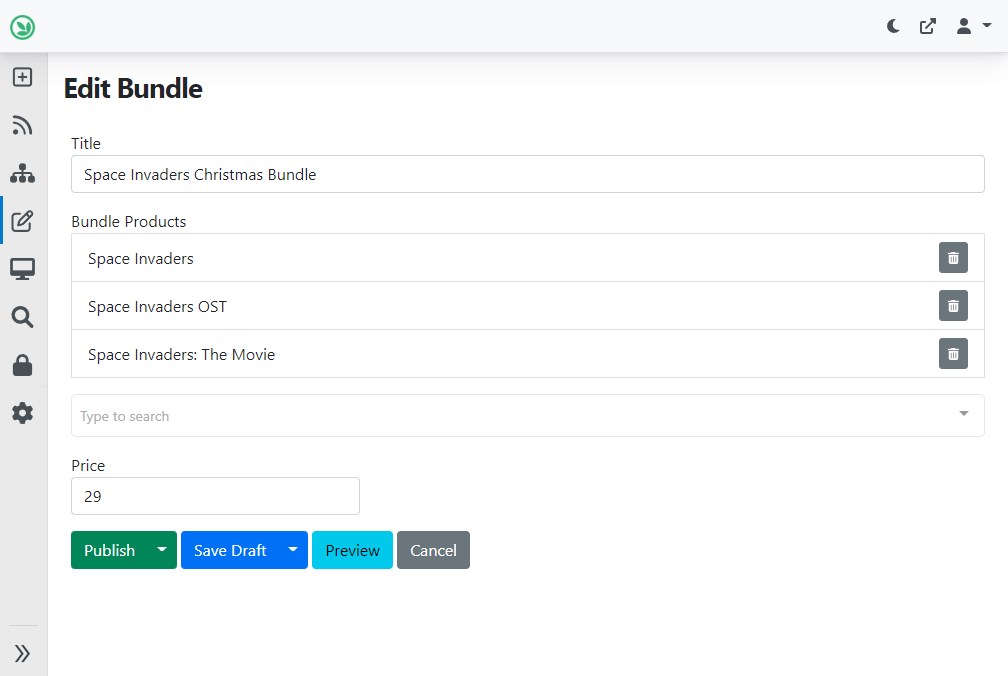 Edit Bundle
Title
Space Invaders Christmas Bundle
Bundle Products
Space Invaders
Space Invaders OST
Space Invaders: The Movie
Type to search
Price
29
Publish Save Draft Preview Cancel